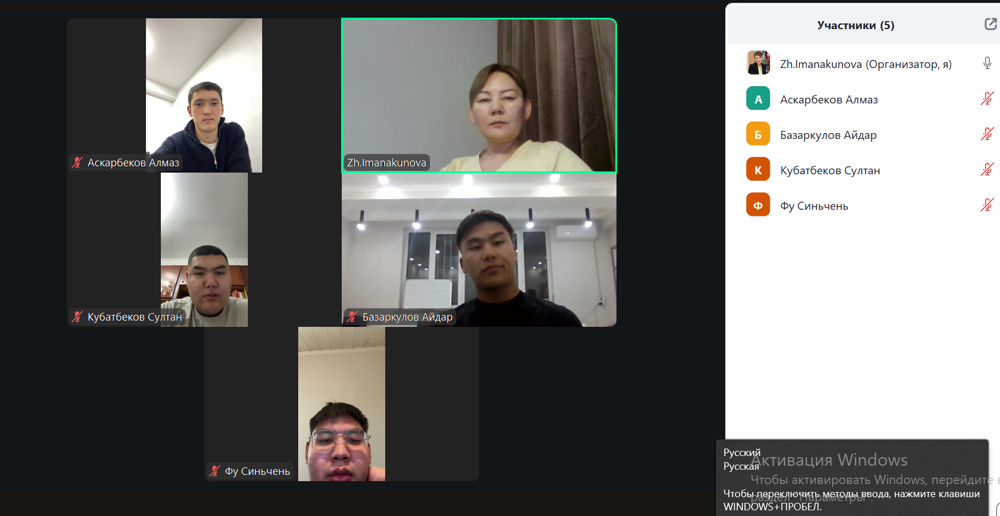 Аскарбеков Алмаз
Zh.Imanakunova
Кубатбеков Султан
Базаркулов Айдар
Фу Синьчень
Участники (5)
Zh.Imanakunova (Организатор, я)
А
Аскарбеков Алмаз
Б
Базаркулов Айдар
К
Кубатбеков Султан
Ф
Фу Синьчень
Русский
Русская
Чтобы переключить методы ввода, нажмите клавиши
WINDOWS+ПРОБЕЛ.
Активация Windows
Чтобы активировать Windows, перейдите в
раздел "Параметры".